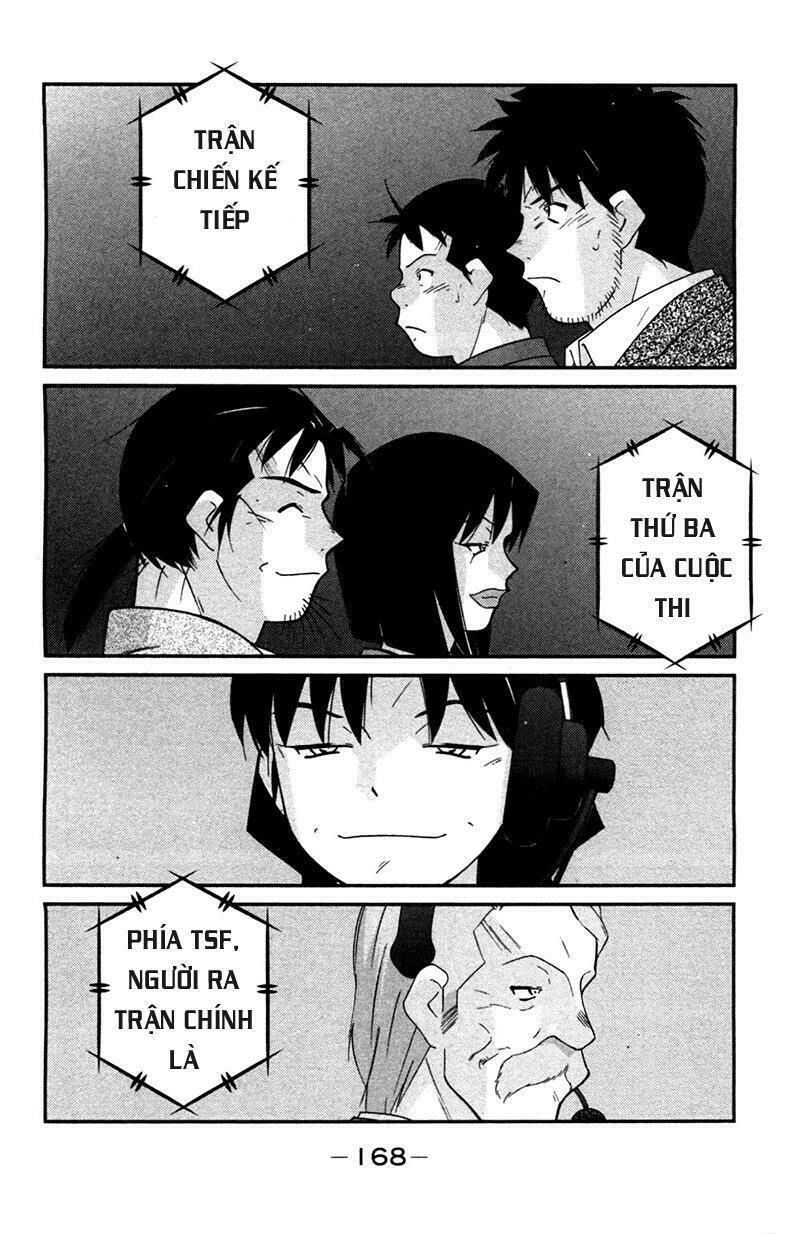 TRẬN
CHIẾN KẾ
TIẾP
TRẬN
THỨ BA
CỦA CUỘC
THI
PHÍA TSF,
NGƯỜI RA
TRẬN CHÍNH
LÀ
—168—